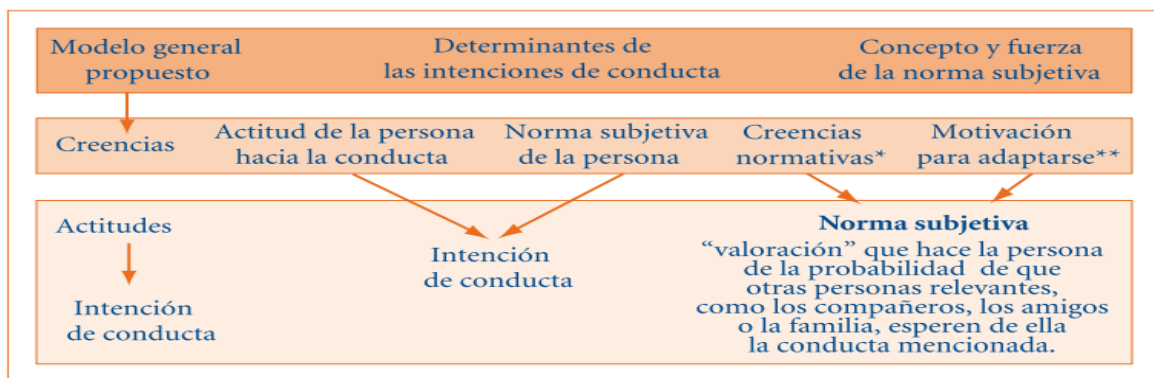 Modelo general
propuesto
Determinantes de
las intenciones de conducta
Concepto y fuerza
de la norma subjetiva
Creencias
Actitud de la persona
hacia la conducta
Norma subjetiva
de la persona
Creencias
normativas*
Motivación
para adaptarse**
Actitudes
Intención
de conducta
Intención
de conducta
Norma subjetiva
“valoración” que hace la persona
de la probabilidad de que
otras personas relevantes,
como los compañeros, los amigos
o la familia, esperen de ella
la conducta mencionada.